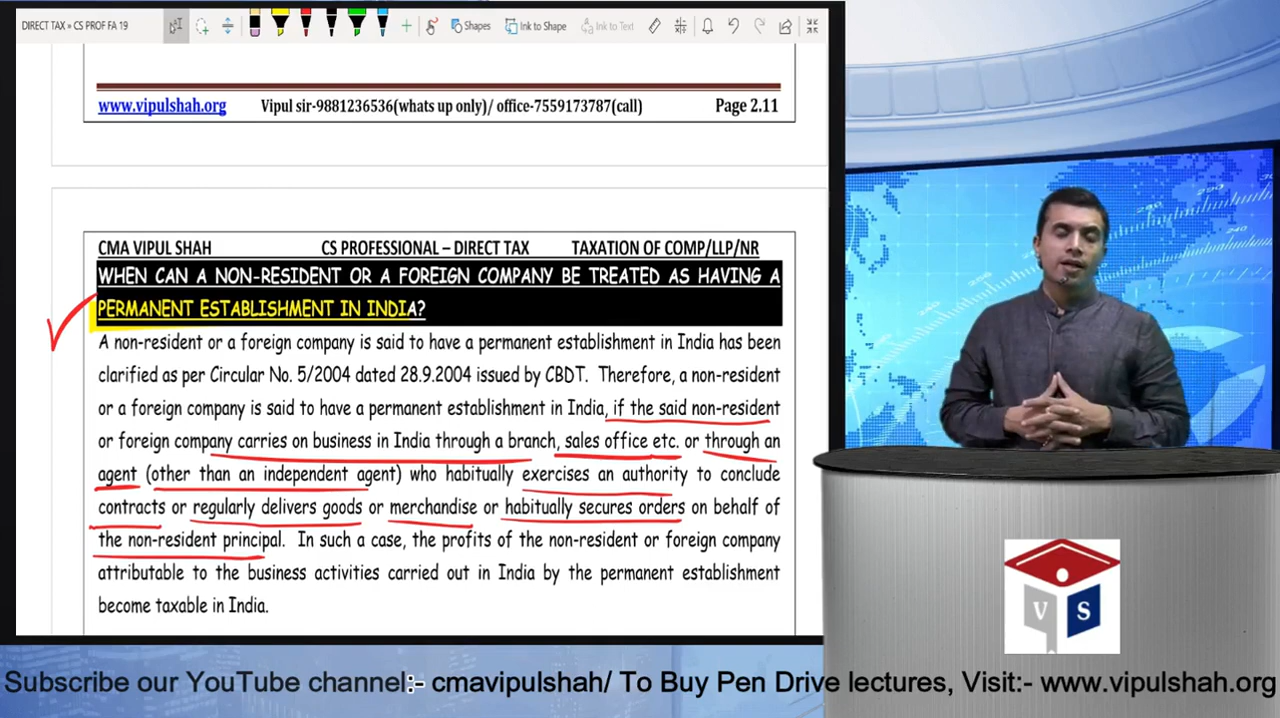 DIRECT TAX » CS PROF FA 19
Shapes
Ink to Shape
Ink to Text
www.vipulshah.org Vipul sir-9881236536(whats up only)/ office-7559173787(call) Page 2.11
CMA VIPUL SHAH CS PROFESSIONAL – DIRECT TAX TAXATION OF COMP/LLP/NR
WHEN CAN A NON-RESIDENT OR A FOREIGN COMPANY BE TREATED AS HAVING A
PERMANENT ESTABLISHMENT IN INDIA?
A non-resident or a foreign company is said to have a permanent establishment in India has been
clarified as per Circular No. 5/2004 dated 28.9.2004 issued by CBDT. Therefore, a non-resident
or a foreign company is said to have a permanent establishment in India, if the said non-resident
or foreign company carries on business in India through a branch, sales office etc. or through an
agent (other than an independent agent) who habitually exercises an authority to conclude
contracts or regularly delivers goods or merchandise or habitually secures orders on behalf of
the non-resident principal. In such a case, the profits of the non-resident or foreign company
attributable to the business activities carried out in India by the permanent establishment
become taxable in India.
V S
Subscribe our YouTube channel:- cmavipulshah/ To Buy Pen Drive lectures, Visit:- www.vipulshah.org